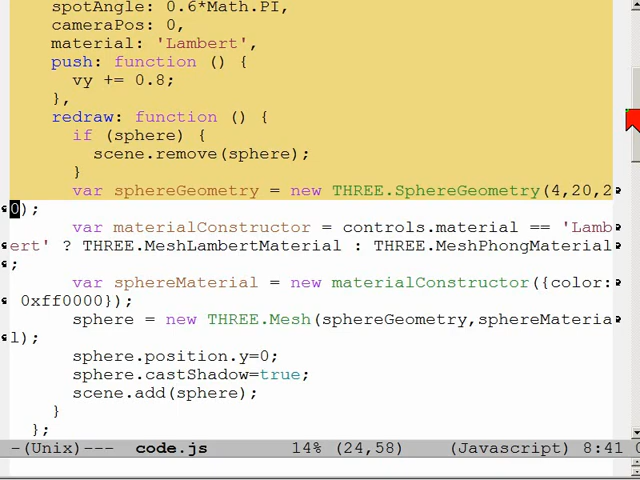 spotAngle: 0.6*Math.PI,
cameraPos: 0,
material: 'Lambert',
push: function () {
vy += 0.8;
},
redraw: function () {
if (sphere) {
scene.remove(sphere);
}
var sphereGeometry = new THREE.SphereGeometry(4,20,2
0);
var materialConstructor = controls.material == 'Lamb
ert' ? THREE.MeshLambertMaterial : THREE.MeshPhongMaterial
;
var sphereMaterial = new materialConstructor({color:
0xff0000});
sphere = new THREE.Mesh(sphereGeometry,sphereMateria
l);
sphere.position.y=0;
sphere.castShadow=true;
scene.add(sphere);
}
};
-(Unix)--- code.js 14% (24,58) (Javascript) 8:41 0